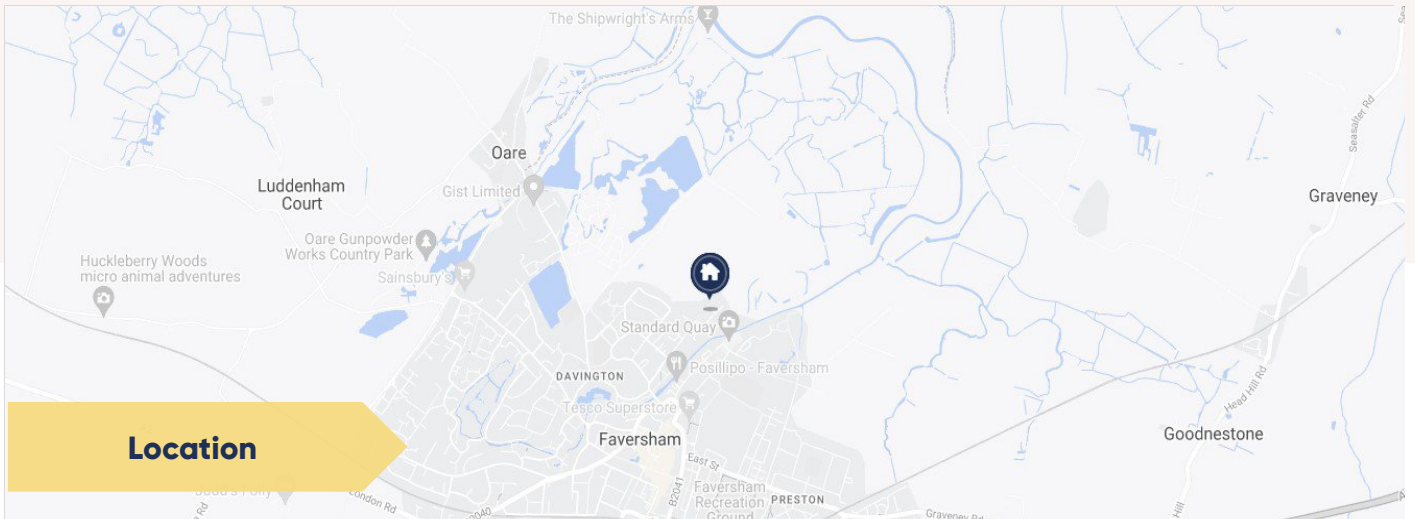 The Shipwright's Arms
Seasalter Rd
Oare
Luddenham
Court
Gist Limited
Graveney
Oare Gunpowder
Works Country Park
Huckleberry Woods
micro animal adventures
Sainsbury's
Standard Quay
Posillipo - Faversham
DAVINGTON
Tesco Superstore
Head Hill Rd
Location
Faversham
Goodnestone
East St
B2041
Faversham
Recreation
Ground
PRESTON
London Rd
Graveney Rd
Hill